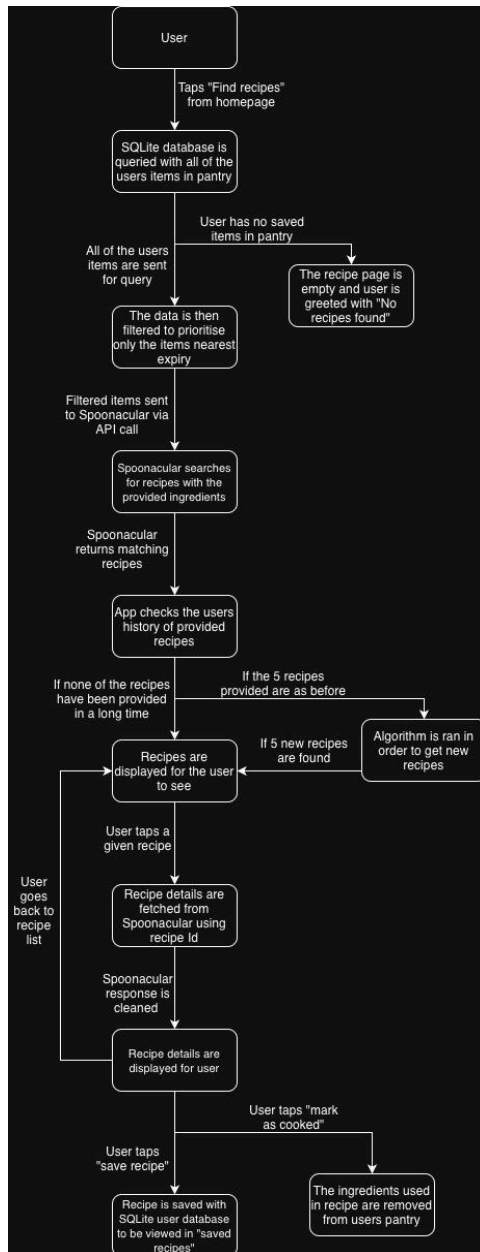 User
Taps "Find recipes"
from homepage
SQLite database is
queried with all of the
users items in pantry
User has no saved
items in pantry
All of the users
items are sent
for query
The recipe page is
empty and user is
greeted with "No
recipes found"
The data is then
filtered to prioritise
only the items nearest
expiry
Filtered items sent
to Spoonacular via
API call
Spoonacular searches
for recipes with the
provided ingredients
Spoonacular
returns matching
recipes
App checks the users
history of provided
recipes
If none of the recipes
have been provided
in a long time
If the 5 recipes
provided are as before
Algorithm is ran in
order to get new
recipes
If 5 new recipes
are found
Recipes are
displayed for the user
to see
User taps a
given recipe
User
goes
back to
recipe
list
Recipe details are
fetched from
Spoonacular using
recipe Id
Spoonacular
response is
cleaned
Recipe details are
displayed for user
User taps "mark
as cooked"
User taps
"save recipe"
The ingredients used
in recipe are removed
from users pantry
Recipe is saved with
SQLite user database
to be viewed in "saved
recipes"